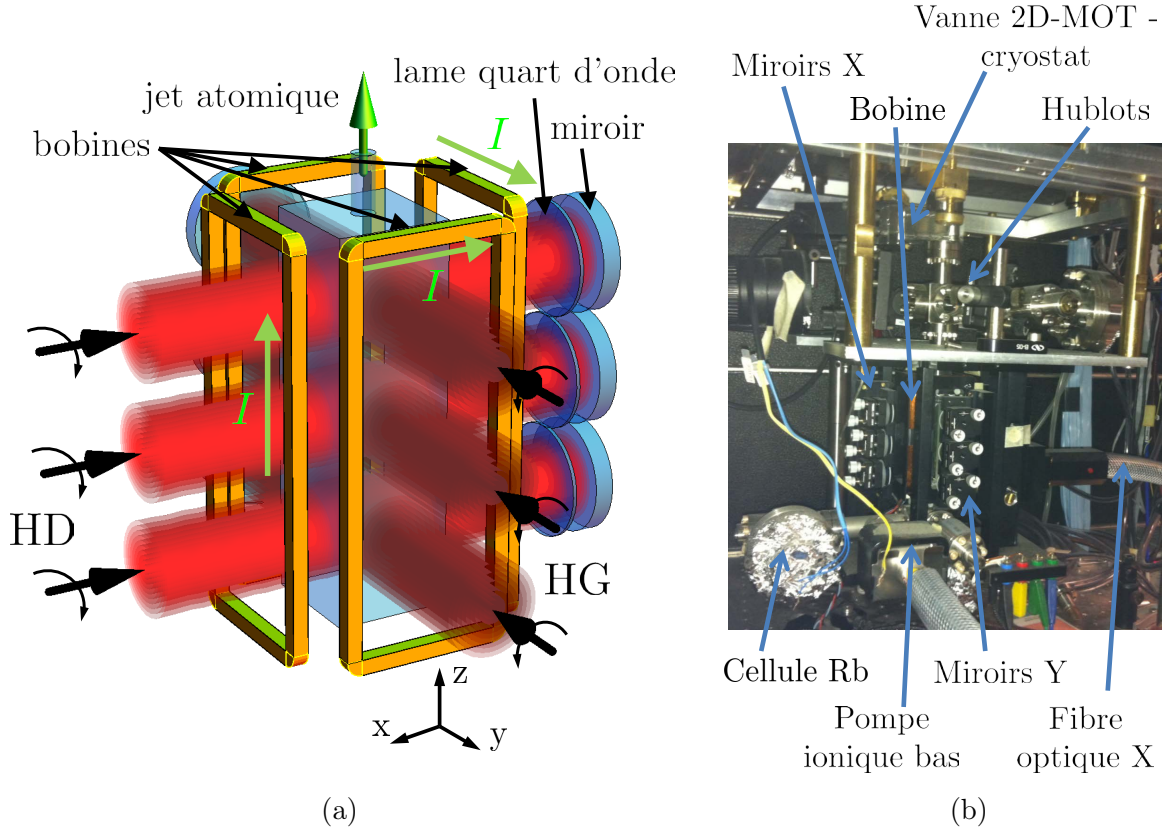 lame quart d'onde
jet atomique
I
miroir
bobines
I
I
HD
HG
z
x
y
(a)
Vanne 2D-MOT -
cryostat
Miroirs X
Bobine
Hublots
Cellule Rb
Miroirs Y
Pompe
ionique bas
Fibre
optique X
(b)